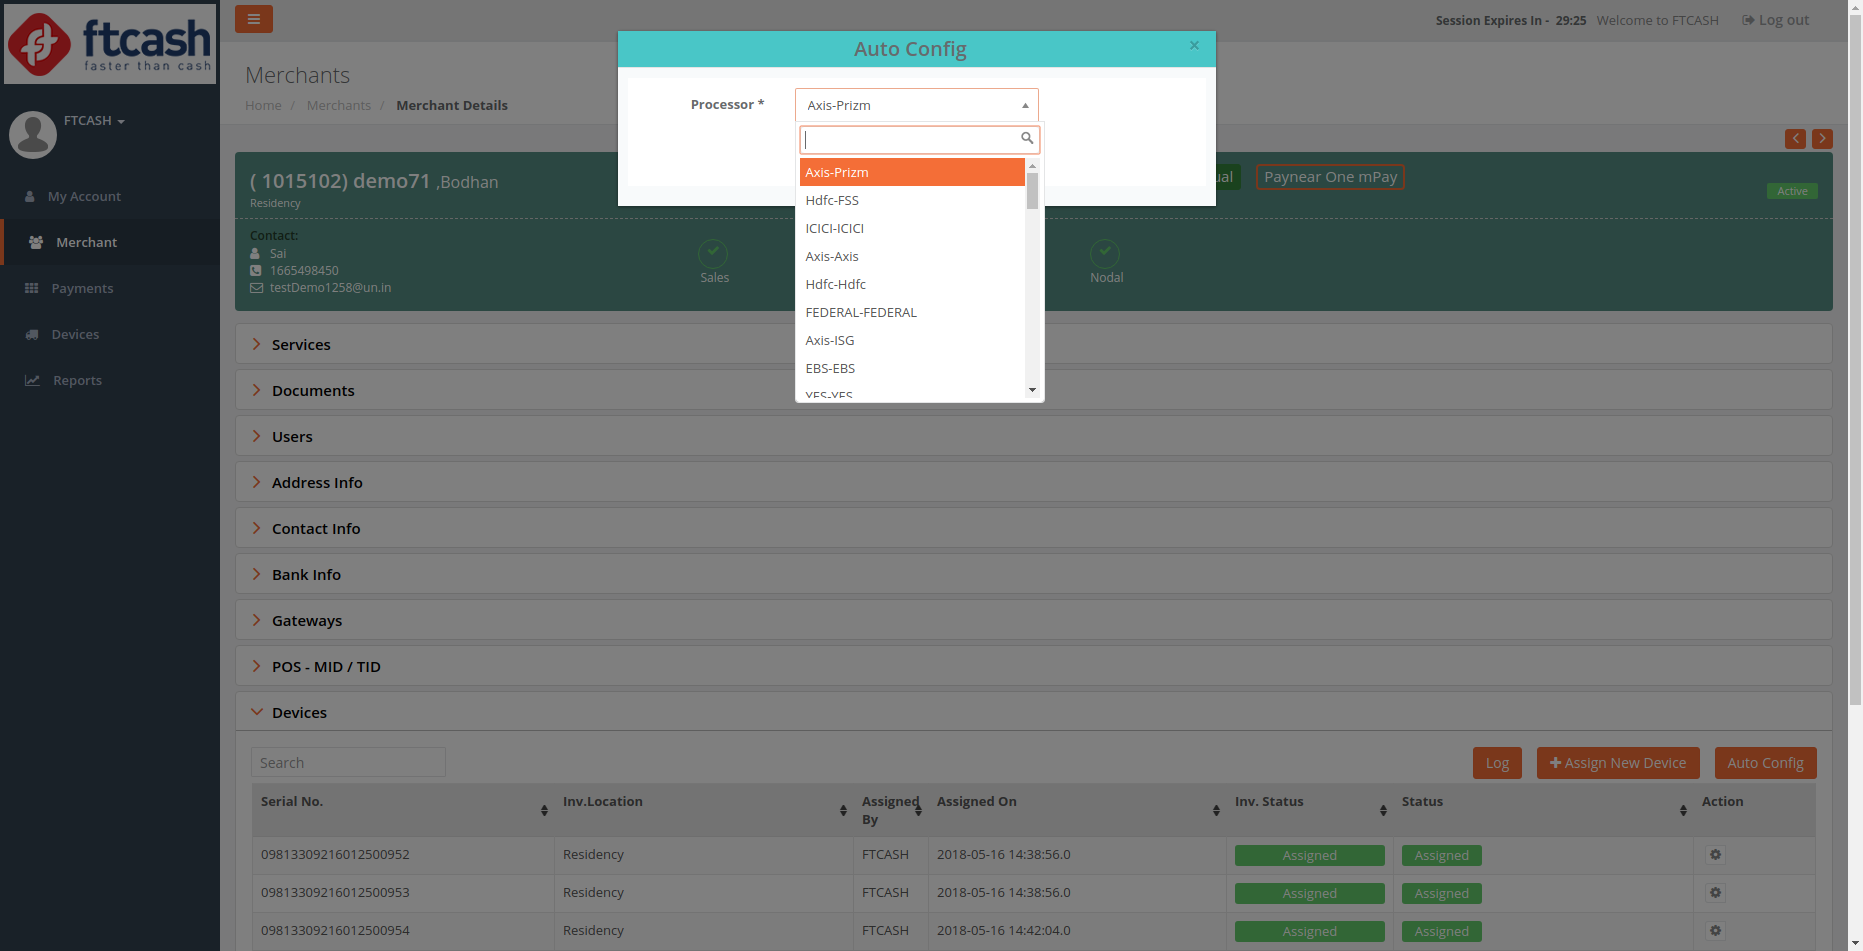 ftcash
faster than cash
FTCASH
My Account
Merchant
Payments
Devices
Reports
Session Expires In - 29:25 Welcome to FTCASH Log out
Merchants
Home / Merchants / Merchant Details
Auto Config ×
Processor * Axis-Prizm
Axis-Prizm
Hdfc-FSS
ICICI-ICICI
Axis-Axis
Hdfc-Hdfc
FEDERAL-FEDERAL
Axis-ISG
EBS-EBS
YES-YES
( 1015102) demo71 ,Bodhan
Residency
ual Paynear One mPay
Active
Contact:
Sai
1665498450
testDemo1258@un.in
Sales
Nodal
Services
Documents
Users
Address Info
Contact Info
Bank Info
Gateways
POS - MID / TID
Devices
Search
Log + Assign New Device Auto Config
Serial No. Inv.Location Assigned By Assigned On Inv. Status Status Action
09813309216012500952 Residency FTCASH 2018-05-16 14:38:56.0 Assigned Assigned
09813309216012500953 Residency FTCASH 2018-05-16 14:38:56.0 Assigned Assigned
09813309216012500954 Residency FTCASH 2018-05-16 14:42:04.0 Assigned Assigned